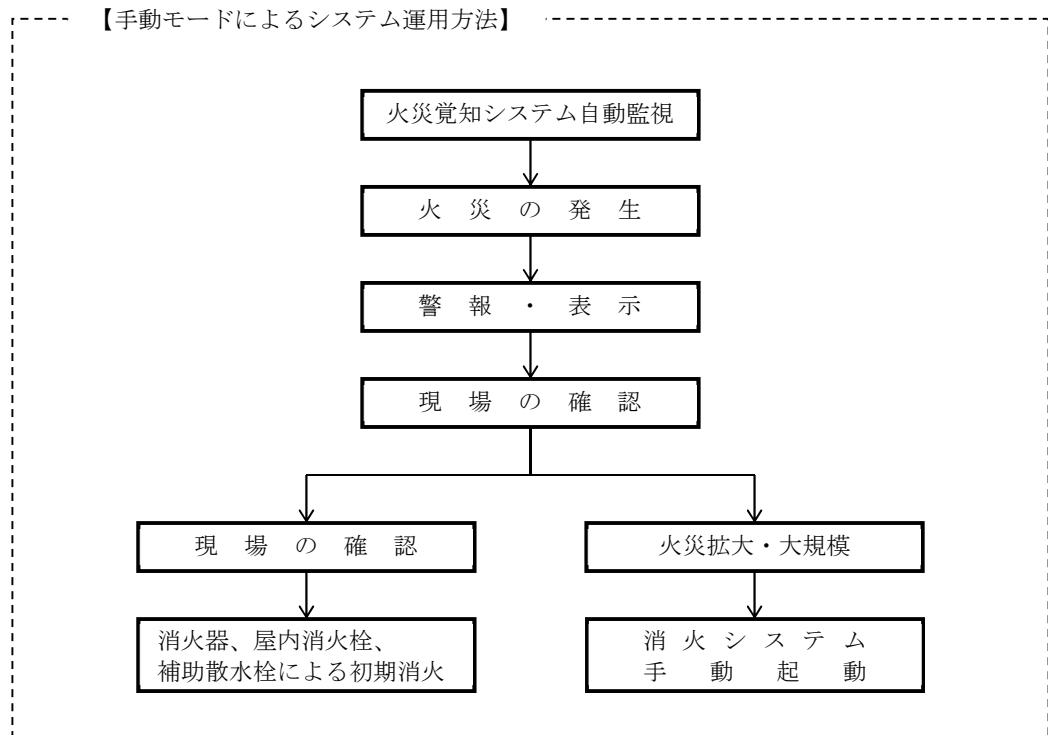 【手動モードによるシステム運用方法】
火災覚知システム自動監視
火災の発生
警報・表示
現場の確認
現場の確認
火災拡大・大規模
消火器、屋内消火栓、
補助散水栓による初期消火
消火システム
手動起動